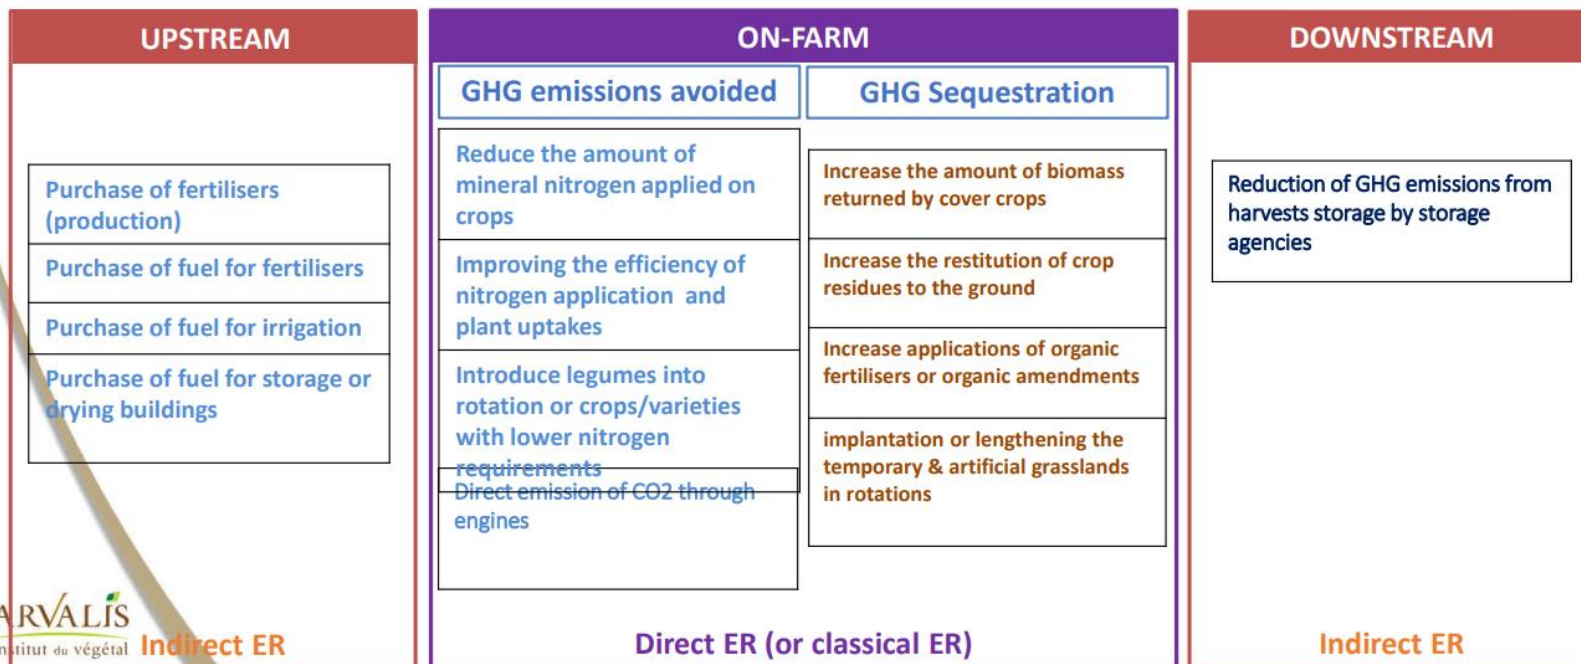 UPSTREAM
Purchase of fertilisers
(production)
Purchase of fuel for fertilisers
Purchase of fuel for irrigation
Purchase of fuel for storage or
drying buildings
ARVALIS
Institut du végétal
Indirect ER
ON-FARM
GHG emissions avoided
Reduce the amount of
mineral nitrogen applied on
crops
Improving the efficiency of
nitrogen application and
plant uptakes
Introduce legumes into
rotation or crops/varieties
with lower nitrogen
requirements
Direct emission of CO2 through
engines
GHG Sequestration
Increase the amount of biomass
returned by cover crops
Increase the restitution of crop
residues to the ground
Increase applications of organic
fertilisers or organic amendments
implantation or lengthening the
temporary & artificial grasslands
in rotations
Direct ER (or classical ER)
DOWNSTREAM
Reduction of GHG emissions from
harvests storage by storage
agencies
Indirect ER